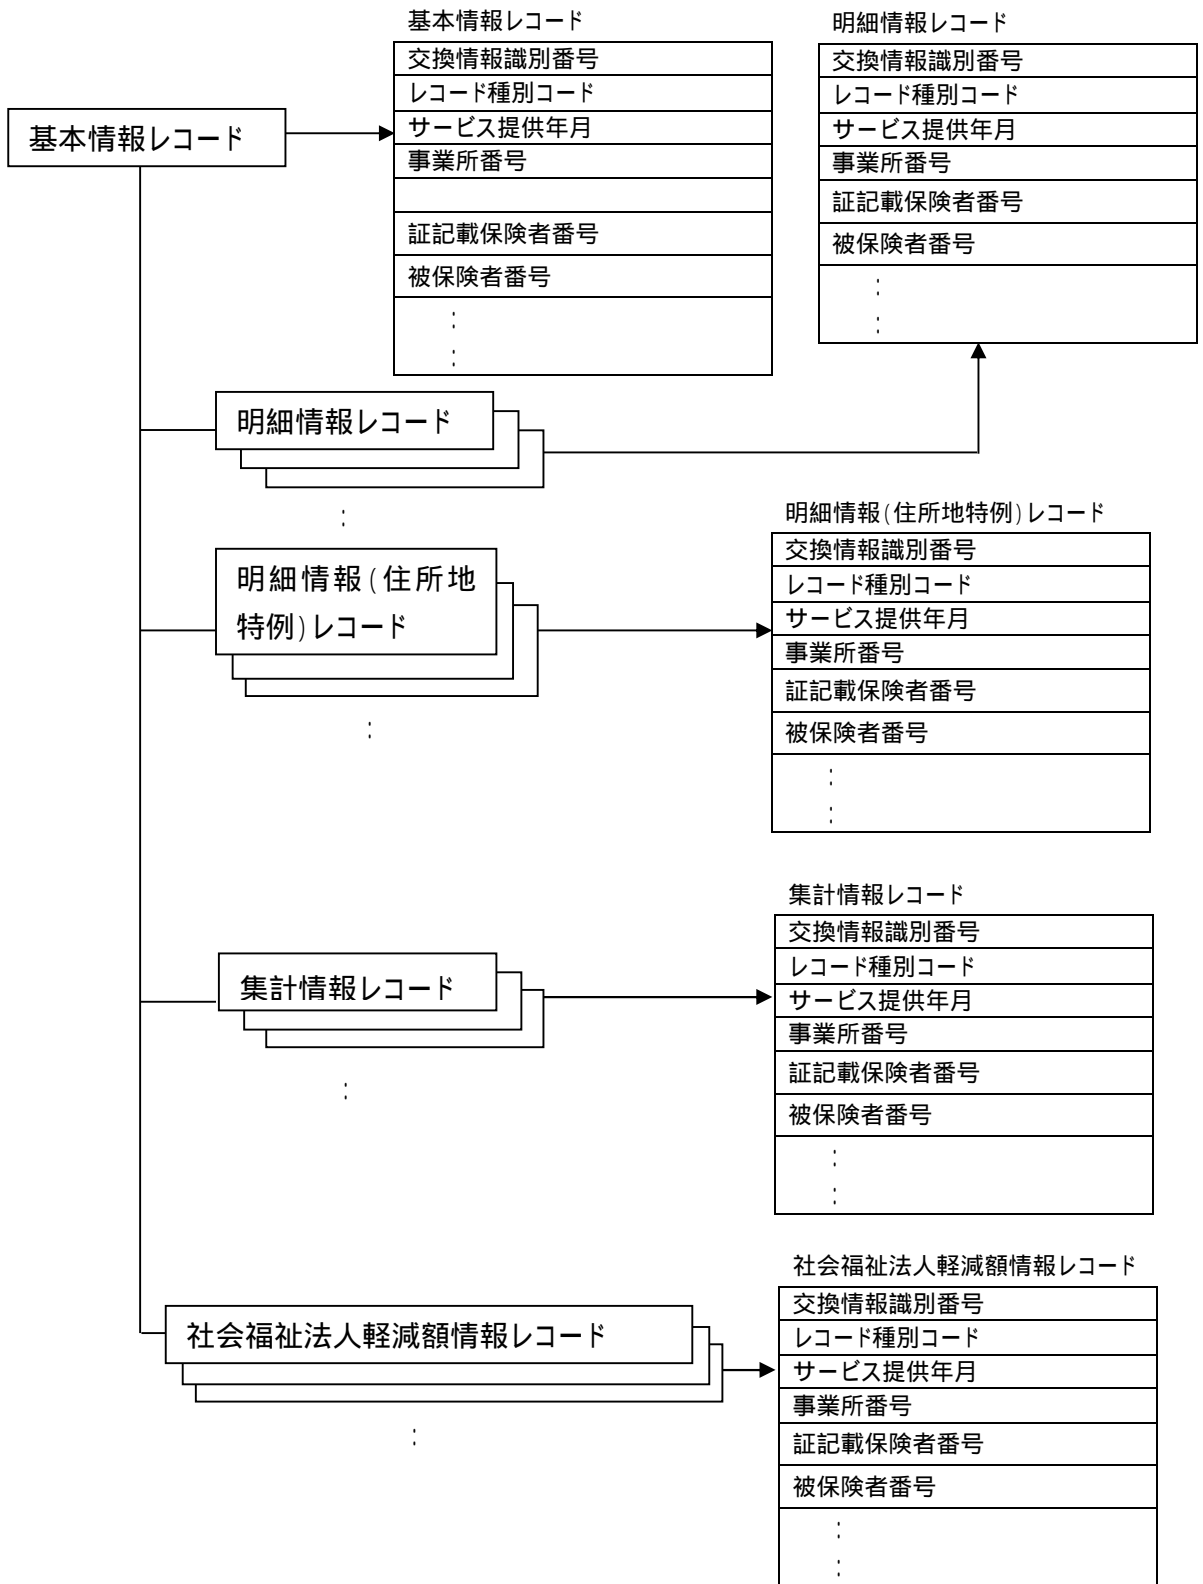 基本情報レコード
交換情報識別番号
レコード種別コード
サービス提供年月
事業所番号
証記載保険者番号
被保険者番号
:
:
明細情報レコード
交換情報識別番号
レコード種別コード
サービス提供年月
事業所番号
証記載保険者番号
被保険者番号
:
:
基本情報レコード
明細情報レコード
:
明細情報(住所地特例)レコード
交換情報識別番号
レコード種別コード
サービス提供年月
事業所番号
証記載保険者番号
被保険者番号
:
:
明細情報(住所地
特例)レコード
:
集計情報レコード
交換情報識別番号
レコード種別コード
サービス提供年月
事業所番号
証記載保険者番号
被保険者番号
:
:
集計情報レコード
:
社会福祉法人軽減額情報レコード
交換情報識別番号
レコード種別コード
サービス提供年月
事業所番号
証記載保険者番号
被保険者番号
:
:
社会福祉法人軽減額情報レコード
: